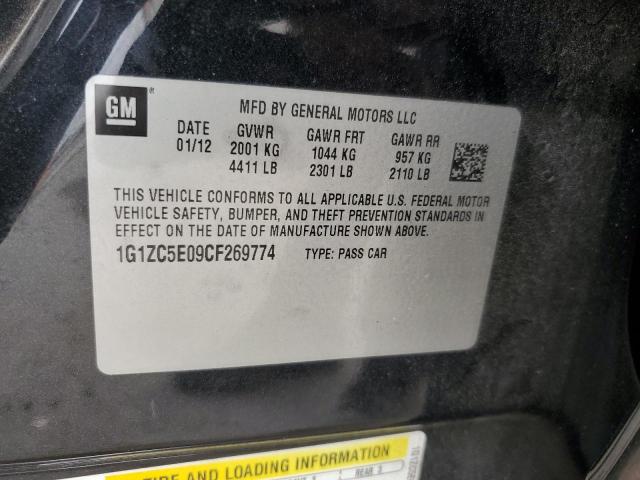 GM
MFD BY GENERAL MOTORS LLC
DATE GVWR GAWR FRT GAWR RR
01/12 2001 KG 1044 KG 957 KG
4411 LB 2301 LB 2110 LB
THIS VEHICLE CONFORMS TO ALL APPLICABLE U.S. FEDERAL MOTOR
VEHICLE SAFETY, BUMPER, AND THEFT PREVENTION STANDARDS IN
EFFECT ON THE DATE OF MANUFACTURE SHOWN ABOVE.
1G1ZC5E09CF269774 TYPE: PASS CAR
TIRE AND LOADING INFORMATION
REAR 3